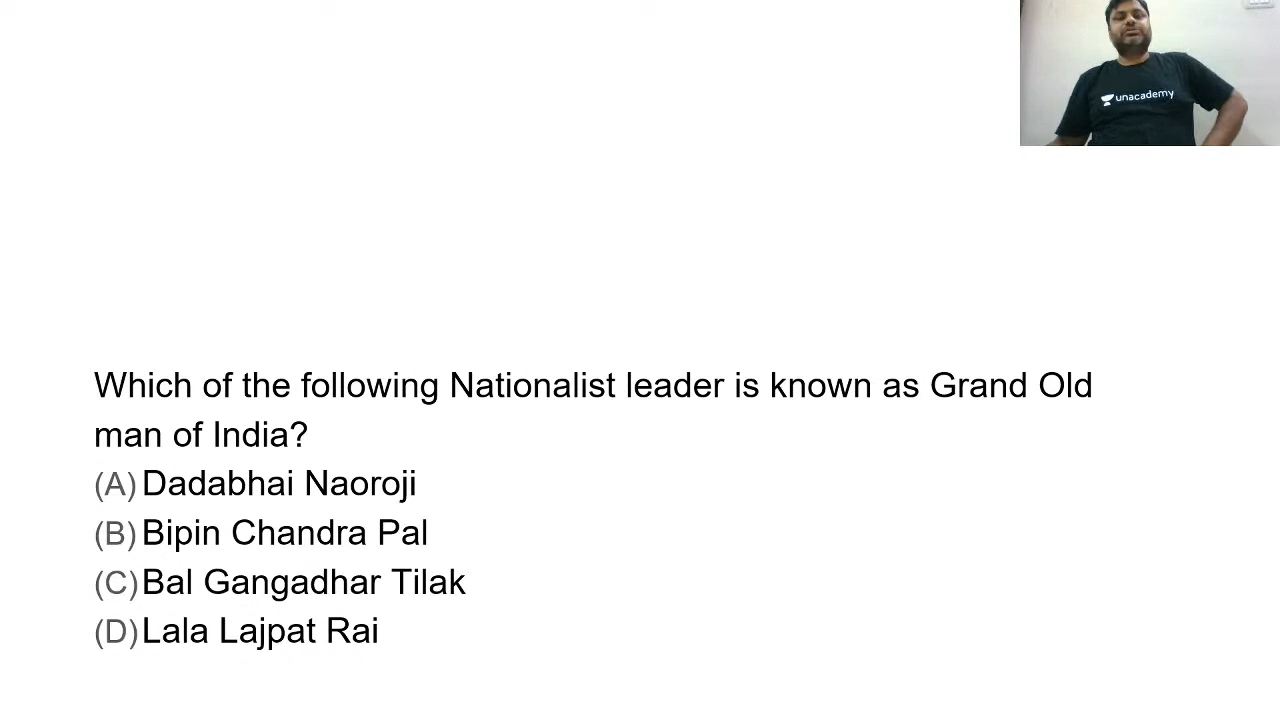 unacademy
Which of the following Nationalist leader is known as Grand Old
man of India?
(A) Dadabhai Naoroji
(B) Bipin Chandra Pal
(C) Bal Gangadhar Tilak
(D) Lala Lajpat Rai